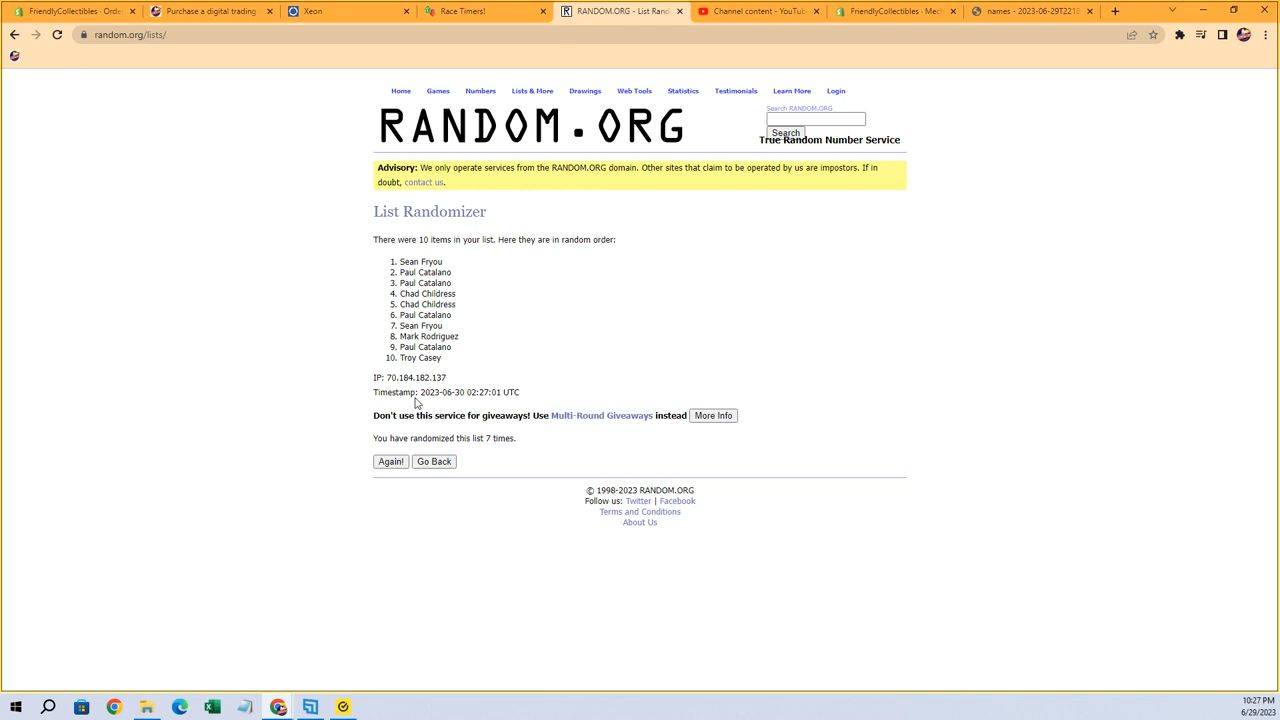 FriendlyCollectibles - Orde
Purchase a digital trading
Xeon
Race Timers!
RANDOM.ORG - List Rand
Channel content - YouTub
FriendlyCollectibles - Mech
names - 2023-06-29T2218
random.org/lists/
Home Games Numbers Lists & More Drawings Web Tools Statistics Testimonials Learn More Login
RANDOM.ORG
Search RANDOM.ORG
Search
True Random Number Service
Advisory: We only operate services from the RANDOM.ORG domain. Other sites that claim to be operated by us are impostors. If in
doubt, contact us.
List Randomizer
There were 10 items in your list. Here they are in random order:
1. Sean Fryou
2. Paul Catalano
3. Paul Catalano
4. Chad Childress
5. Chad Childress
6. Paul Catalano
7. Sean Fryou
8. Mark Rodriguez
9. Paul Catalano
10. Troy Casey
IP: 70.184.182.137
Timestamp: 2023-06-30 02:27:01 UTC
Don't use this service for giveaways! Use Multi-Round Giveaways instead More Info
You have randomized this list 7 times.
Again! Go Back
© 1998-2023 RANDOM.ORG
Follow us: Twitter | Facebook
Terms and Conditions
About Us
10:27 PM
6/29/2023